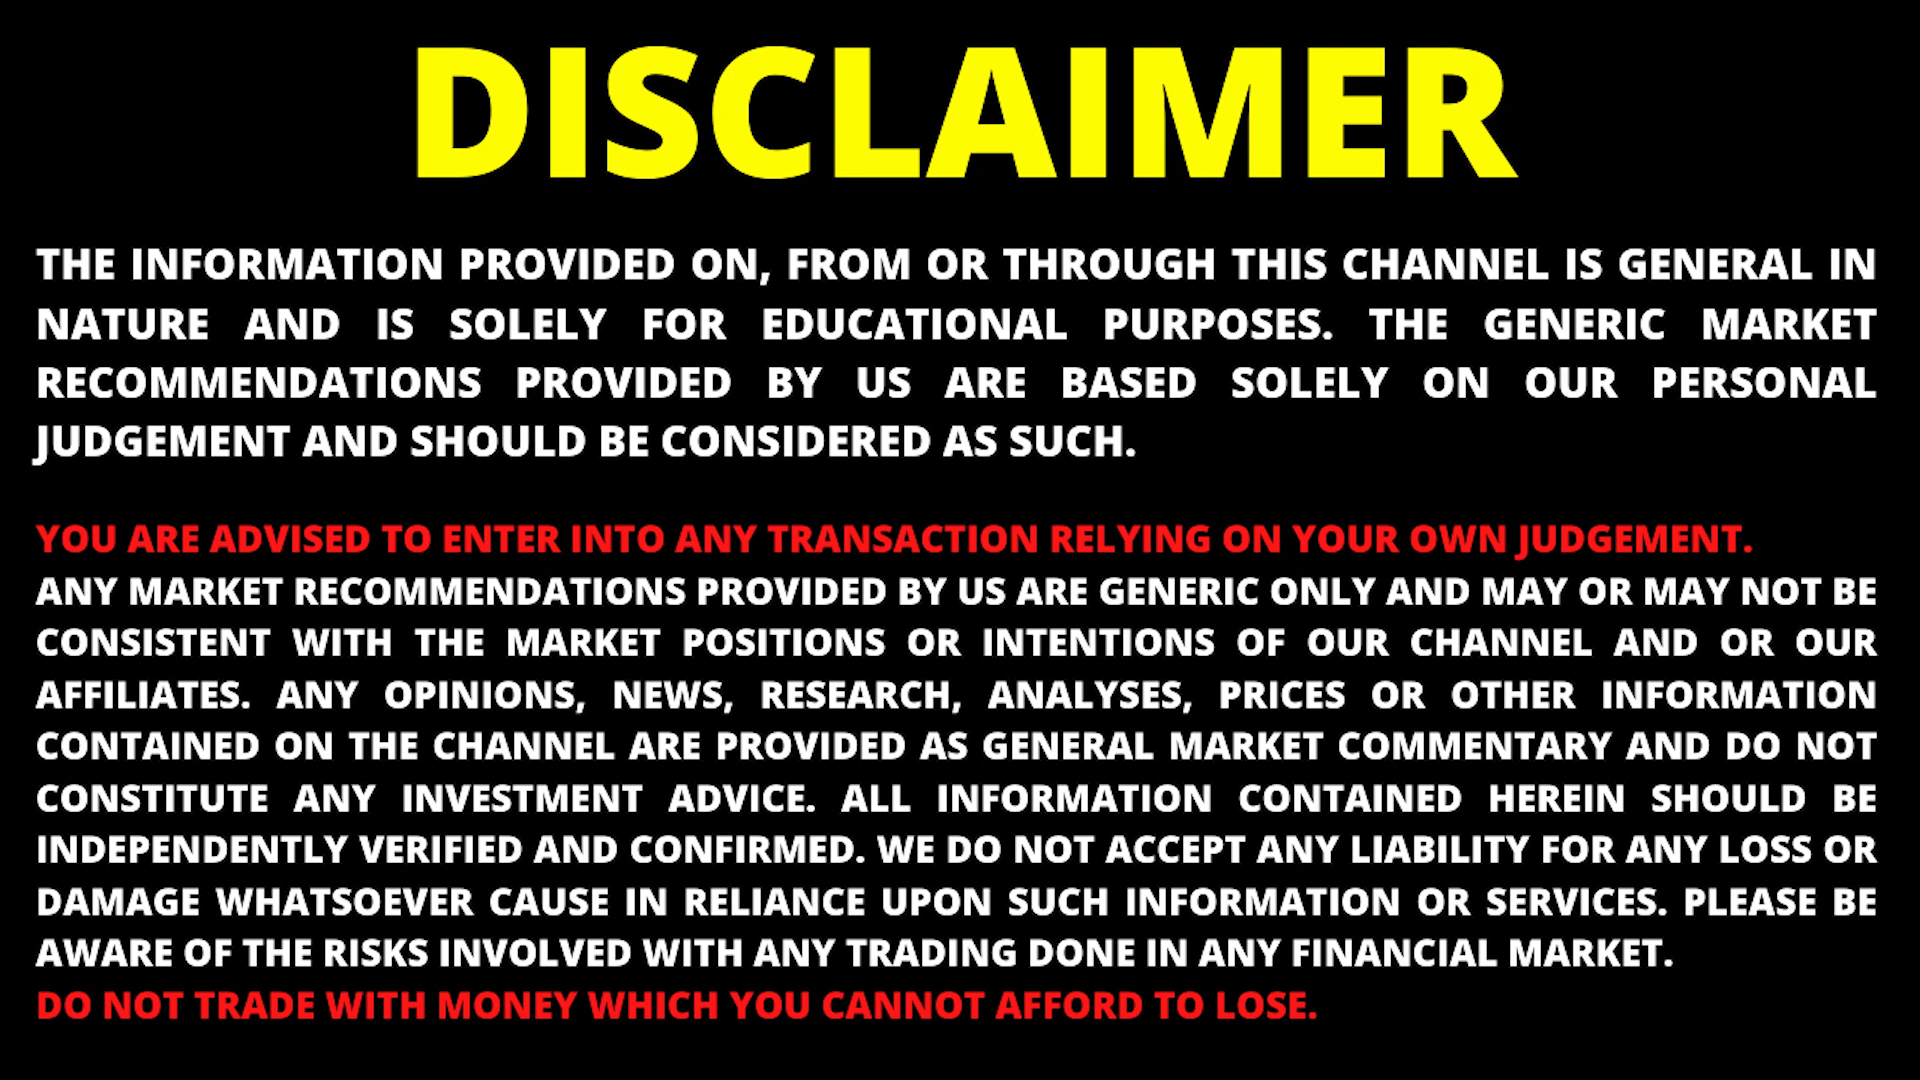 DISCLAIMER
THE INFORMATION PROVIDED ON, FROM OR THROUGH THIS CHANNEL IS GENERAL IN
NATURE AND IS SOLELY FOR EDUCATIONAL PURPOSES. THE GENERIC MARKET
RECOMMENDATIONS PROVIDED BY US ARE BASED SOLELY ON OUR PERSONAL
JUDGEMENT AND SHOULD BE CONSIDERED AS SUCH.
YOU ARE ADVISED TO ENTER INTO ANY TRANSACTION RELYING ON YOUR OWN JUDGEMENT.
ANY MARKET RECOMMENDATIONS PROVIDED BY US ARE GENERIC ONLY AND MAY OR MAY NOT BE
CONSISTENT WITH THE MARKET POSITIONS OR INTENTIONS OF OUR CHANNEL AND OR OUR
AFFILIATES. ANY OPINIONS, NEWS, RESEARCH, ANALYSES, PRICES OR OTHER INFORMATION
CONTAINED ON THE CHANNEL ARE PROVIDED AS GENERAL MARKET COMMENTARY AND DO NOT
CONSTITUTE ANY INVESTMENT ADVICE. ALL INFORMATION CONTAINED HEREIN SHOULD BE
INDEPENDENTLY VERIFIED AND CONFIRMED. WE DO NOT ACCEPT ANY LIABILITY FOR ANY LOSS OR
DAMAGE WHATSOEVER CAUSE IN RELIANCE UPON SUCH INFORMATION OR SERVICES. PLEASE BE
AWARE OF THE RISKS INVOLVED WITH ANY TRADING DONE IN ANY FINANCIAL MARKET.
DO NOT TRADE WITH MONEY WHICH YOU CANNOT AFFORD TO LOSE.